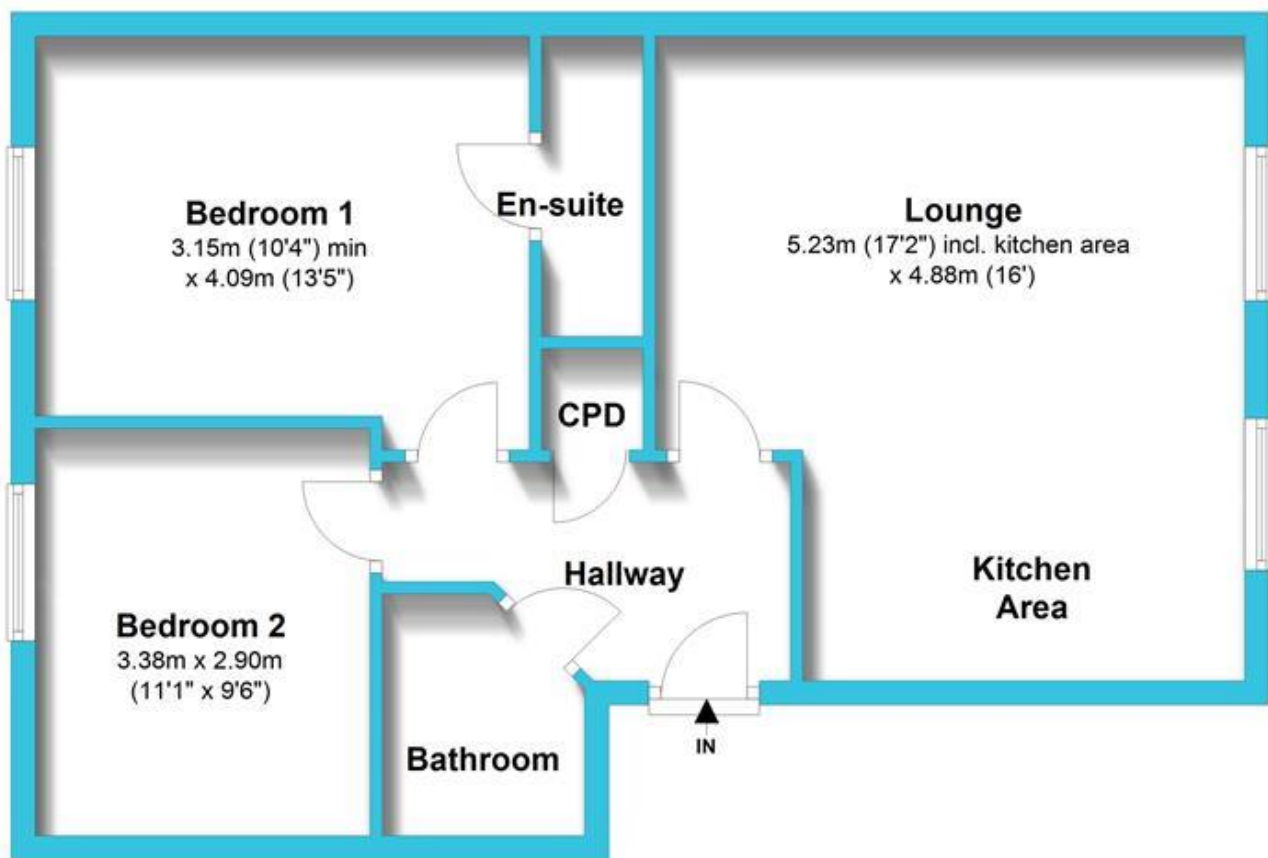 Bedroom 1
3.15m (10'4") min
x 4.09m (13'5")
En-suite
Lounge
5.23m (17'2") incl. kitchen area
x 4.88m (16')
CPD
Hallway
Kitchen
Area
Bedroom 2
3.38m x 2.90m
(11'1" x 9'6")
Bathroom
IN